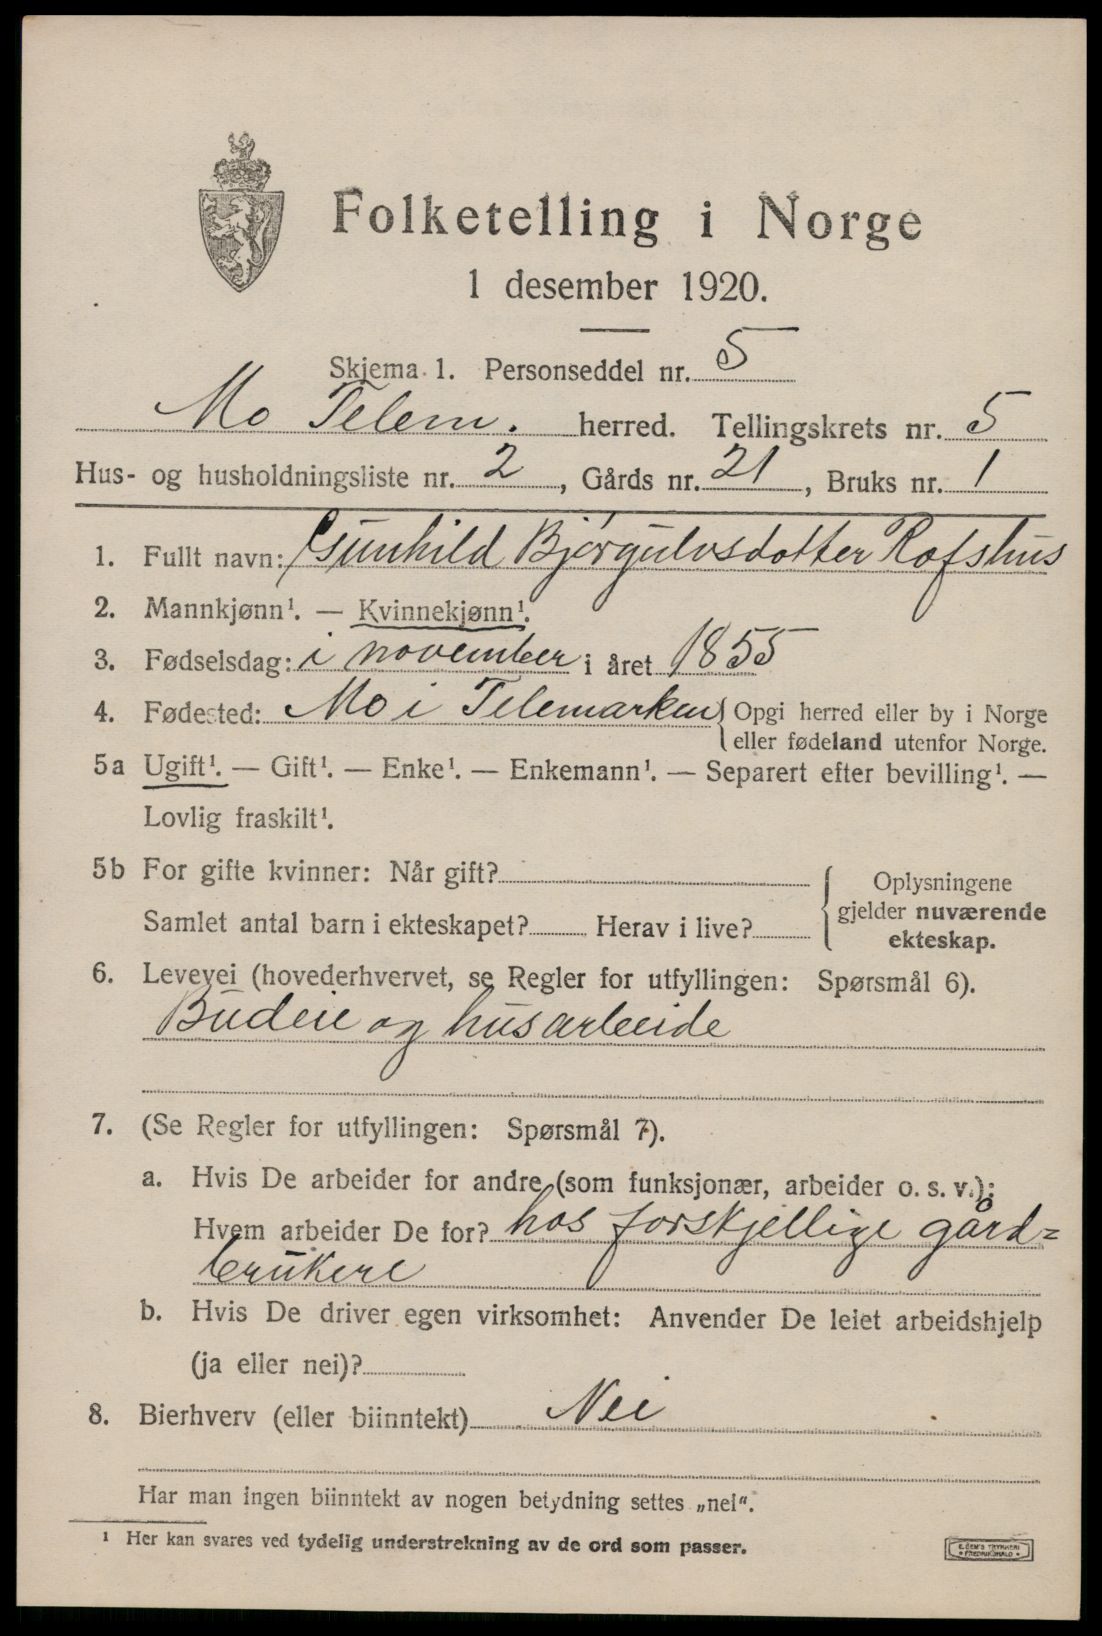 Folketelling i Norge
1 desember 1920.
Skjema 1. Personseddel nr. 5
Mo Telem. herred. Tellingskrets nr. 5
Hus- og husholdningsliste nr. 2, Gårds nr. 21, Bruks nr. 1
1. Fullt navn: Gunhild Bjørgulvsdotter Rofshus
2. Mannkjønn¹. — Kvinnekjønn¹.
3. Fødselsdag: i november i året 1855
4. Fødested: Mo i Telemarken { Opgi herred eller by i Norge
eller fødeland utenfor Norge.
5a Ugift¹. — Gift¹. — Enke¹. — Enkemann¹. — Separert efter bevilling¹. —
Lovlig fraskilt¹.
5b For gifte kvinner: Når gift?
Samlet antal barn i ekteskapet? Herav i live?
{ Oplysningene
gjelder nuværende
ekteskap.
6. Levevei (hovederhvervet, se Regler for utfyllingen: Spørsmål 6).
Budeie og husarbeide
7. (Se Regler for utfyllingen: Spørsmål 7).
a. Hvis De arbeider for andre (som funksjonær, arbeider o. s. v.):
Hvem arbeider De for? hos forskjellige gård=
brukere
b. Hvis De driver egen virksomhet: Anvender De leiet arbeidshjelp
(ja eller nei)?
8. Bierhverv (eller biinntekt) Nei
Har man ingen biinntekt av nogen betydning settes „nei".
¹ Her kan svares ved tydelig understrekning av de ord som passer.
E. SEM'S TRYKKERI
• FREDRIKSHALD •